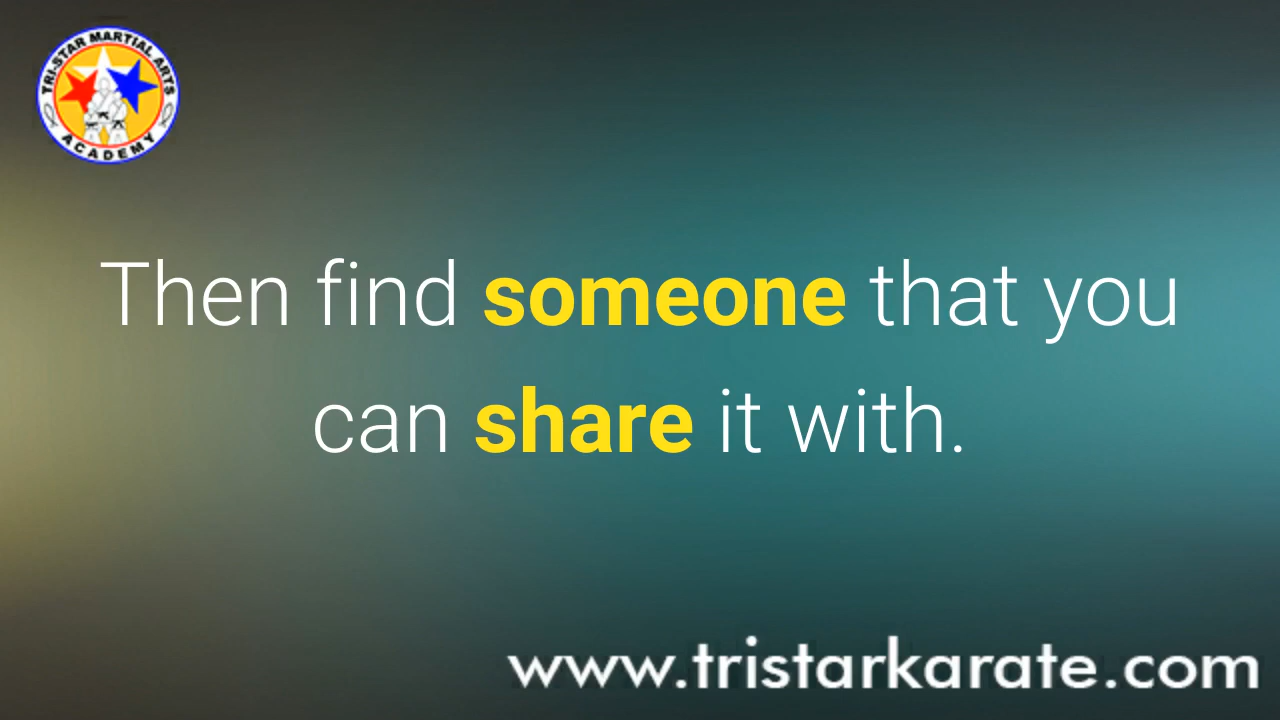 TRI-STAR MARTIAL ARTS
ACADEMY
Then find someone that you
can share it with.
www.tristarkarate.com